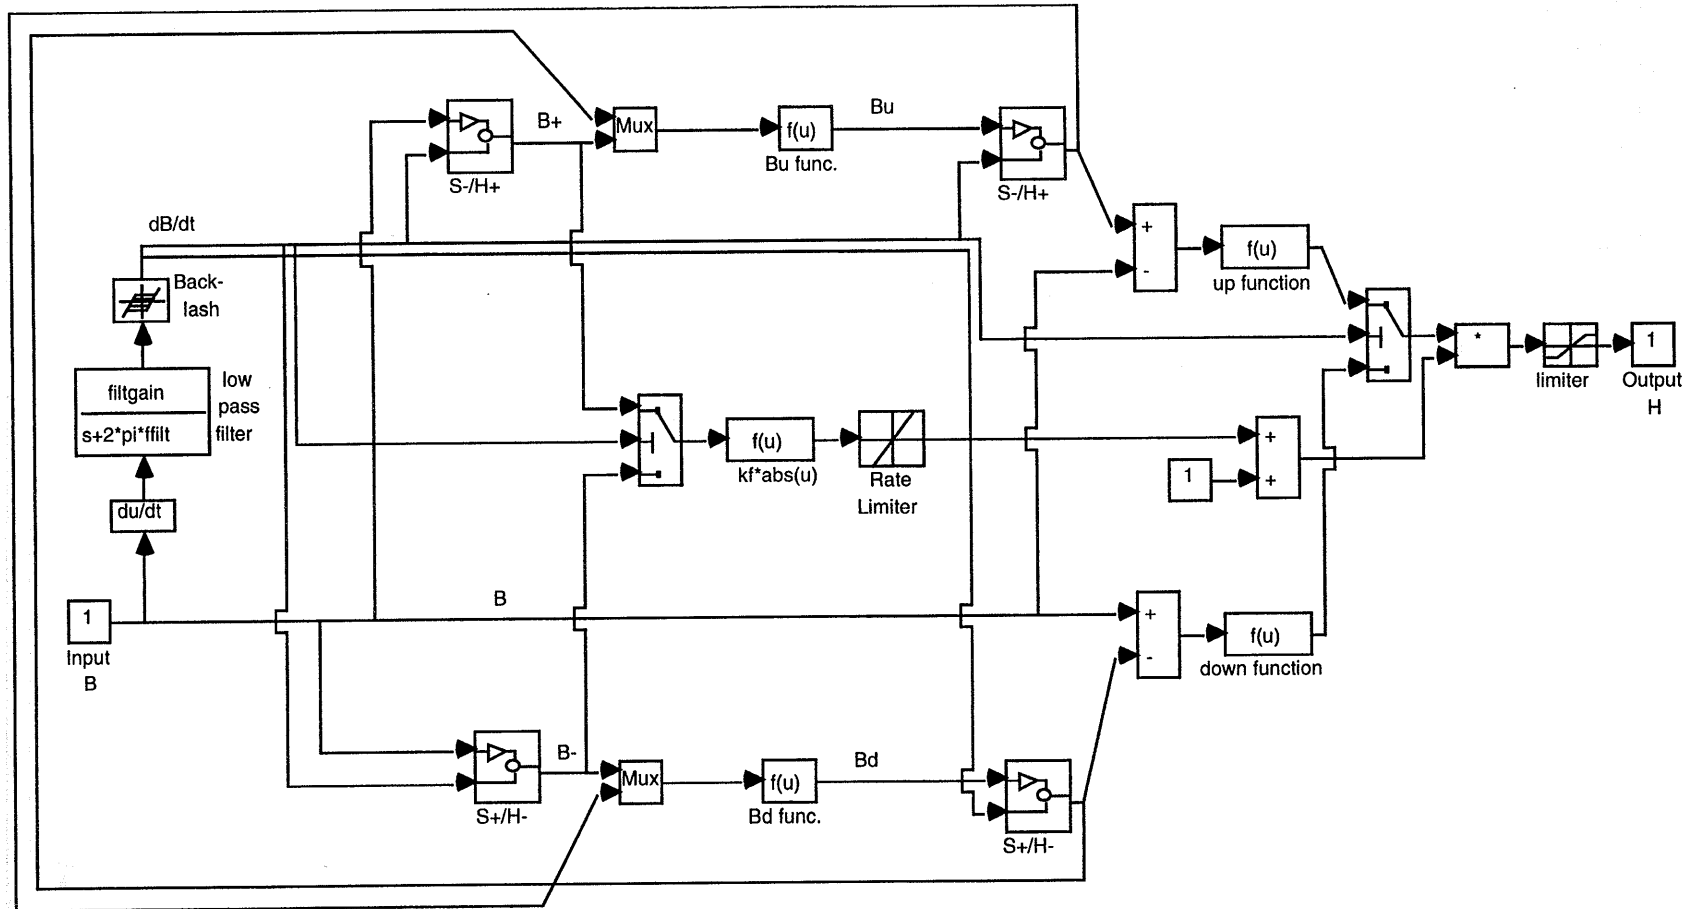 B+
Mux
f(u)
Bu func.
Bu
S-/H+
S-/H+
dB/dt
+
-
f(u)
up function
Back-
lash
*
1
limiter
Output
H
filtgain
s+2*pi*ffilt
low
pass
filter
f(u)
kf*abs(u)
Rate
Limiter
+
+
1
du/dt
B
1
Input
B
+
-
f(u)
down function
B-
Mux
f(u)
Bd func.
Bd
S+/H-
S+/H-